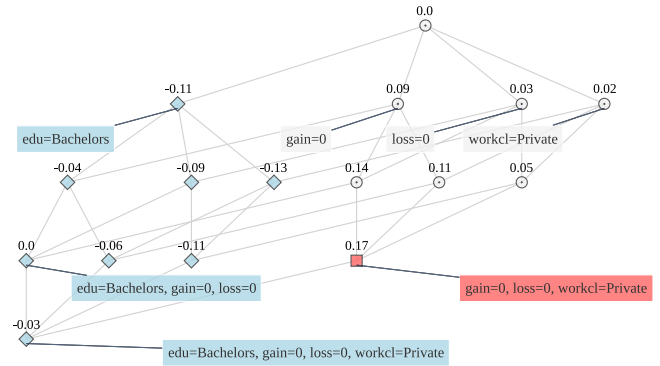 0.0
-0.11
0.09
0.03
0.02
edu=Bachelors
gain=0
loss=0
workcl=Private
-0.04
-0.09
-0.13
0.14
0.11
0.05
0.0
-0.06
-0.11
0.17
edu=Bachelors, gain=0, loss=0
gain=0, loss=0, workcl=Private
-0.03
edu=Bachelors, gain=0, loss=0, workcl=Private